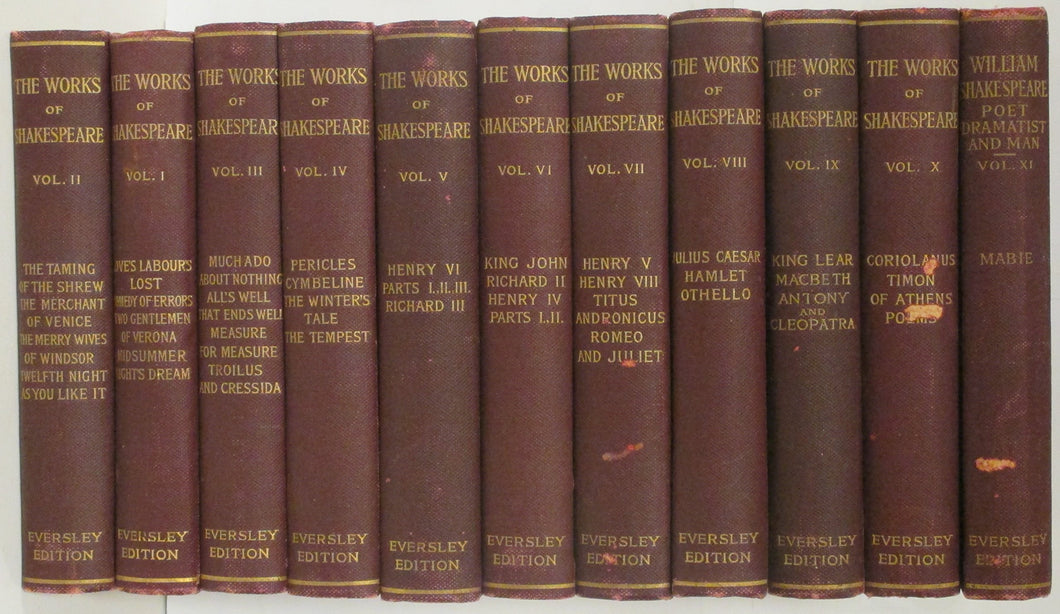 THE WORKS
OF
SHAKESPEARE
VOL. II
THE TAMING
OF THE SHREW
THE MERCHANT
OF VENICE
THE MERRY WIVES
OF WINDSOR
TWELFTH NIGHT
AS YOU LIKE IT
EVERSLEY
EDITION
THE WORKS
OF
SHAKESPEARE
VOL. I
LOVE'S LABOUR'S
LOST
COMEDY OF ERRORS
TWO GENTLEMEN
OF VERONA
MIDSUMMER
NIGHT'S DREAM
EVERSLEY
EDITION
THE WORKS
OF
SHAKESPEARE
VOL. III
MUCH ADO
ABOUT NOTHING
ALL'S WELL
THAT ENDS WELL
MEASURE
FOR MEASURE
TROILUS
AND CRESSIDA
EVERSLEY
EDITION
THE WORKS
OF
SHAKESPEARE
VOL. IV
PERICLES
CYMBELINE
THE WINTER'S
TALE
THE TEMPEST
EVERSLEY
EDITION
THE WORKS
OF
SHAKESPEARE
VOL. V
HENRY VI
PARTS I., II. III.
RICHARD III
EVERSLEY
EDITION
THE WORKS
OF
SHAKESPEARE
VOL. VI
KING JOHN
RICHARD II
HENRY IV
PARTS I., II.
EVERSLEY
EDITION
THE WORKS
OF
SHAKESPEARE
VOL. VII
HENRY V
HENRY VIII
TITUS
ANDRONICUS
ROMEO
AND JULIET
EVERSLEY
EDITION
THE WORKS
OF
SHAKESPEARE
VOL. VIII
JULIUS CAESAR
HAMLET
OTHELLO
EVERSLEY
EDITION
THE WORKS
OF
SHAKESPEARE
VOL. IX
KING LEAR
MACBETH
ANTONY
AND
CLEOPATRA
EVERSLEY
EDITION
THE WORKS
OF
SHAKESPEARE
VOL. X
CORIOLANUS
TIMON
OF ATHENS
POEMS
EVERSLEY
EDITION
WILLIAM
SHAKESPEARE
POET
DRAMATIST
AND MAN
VOL. XI
MABIE
EVERSLEY
EDITION